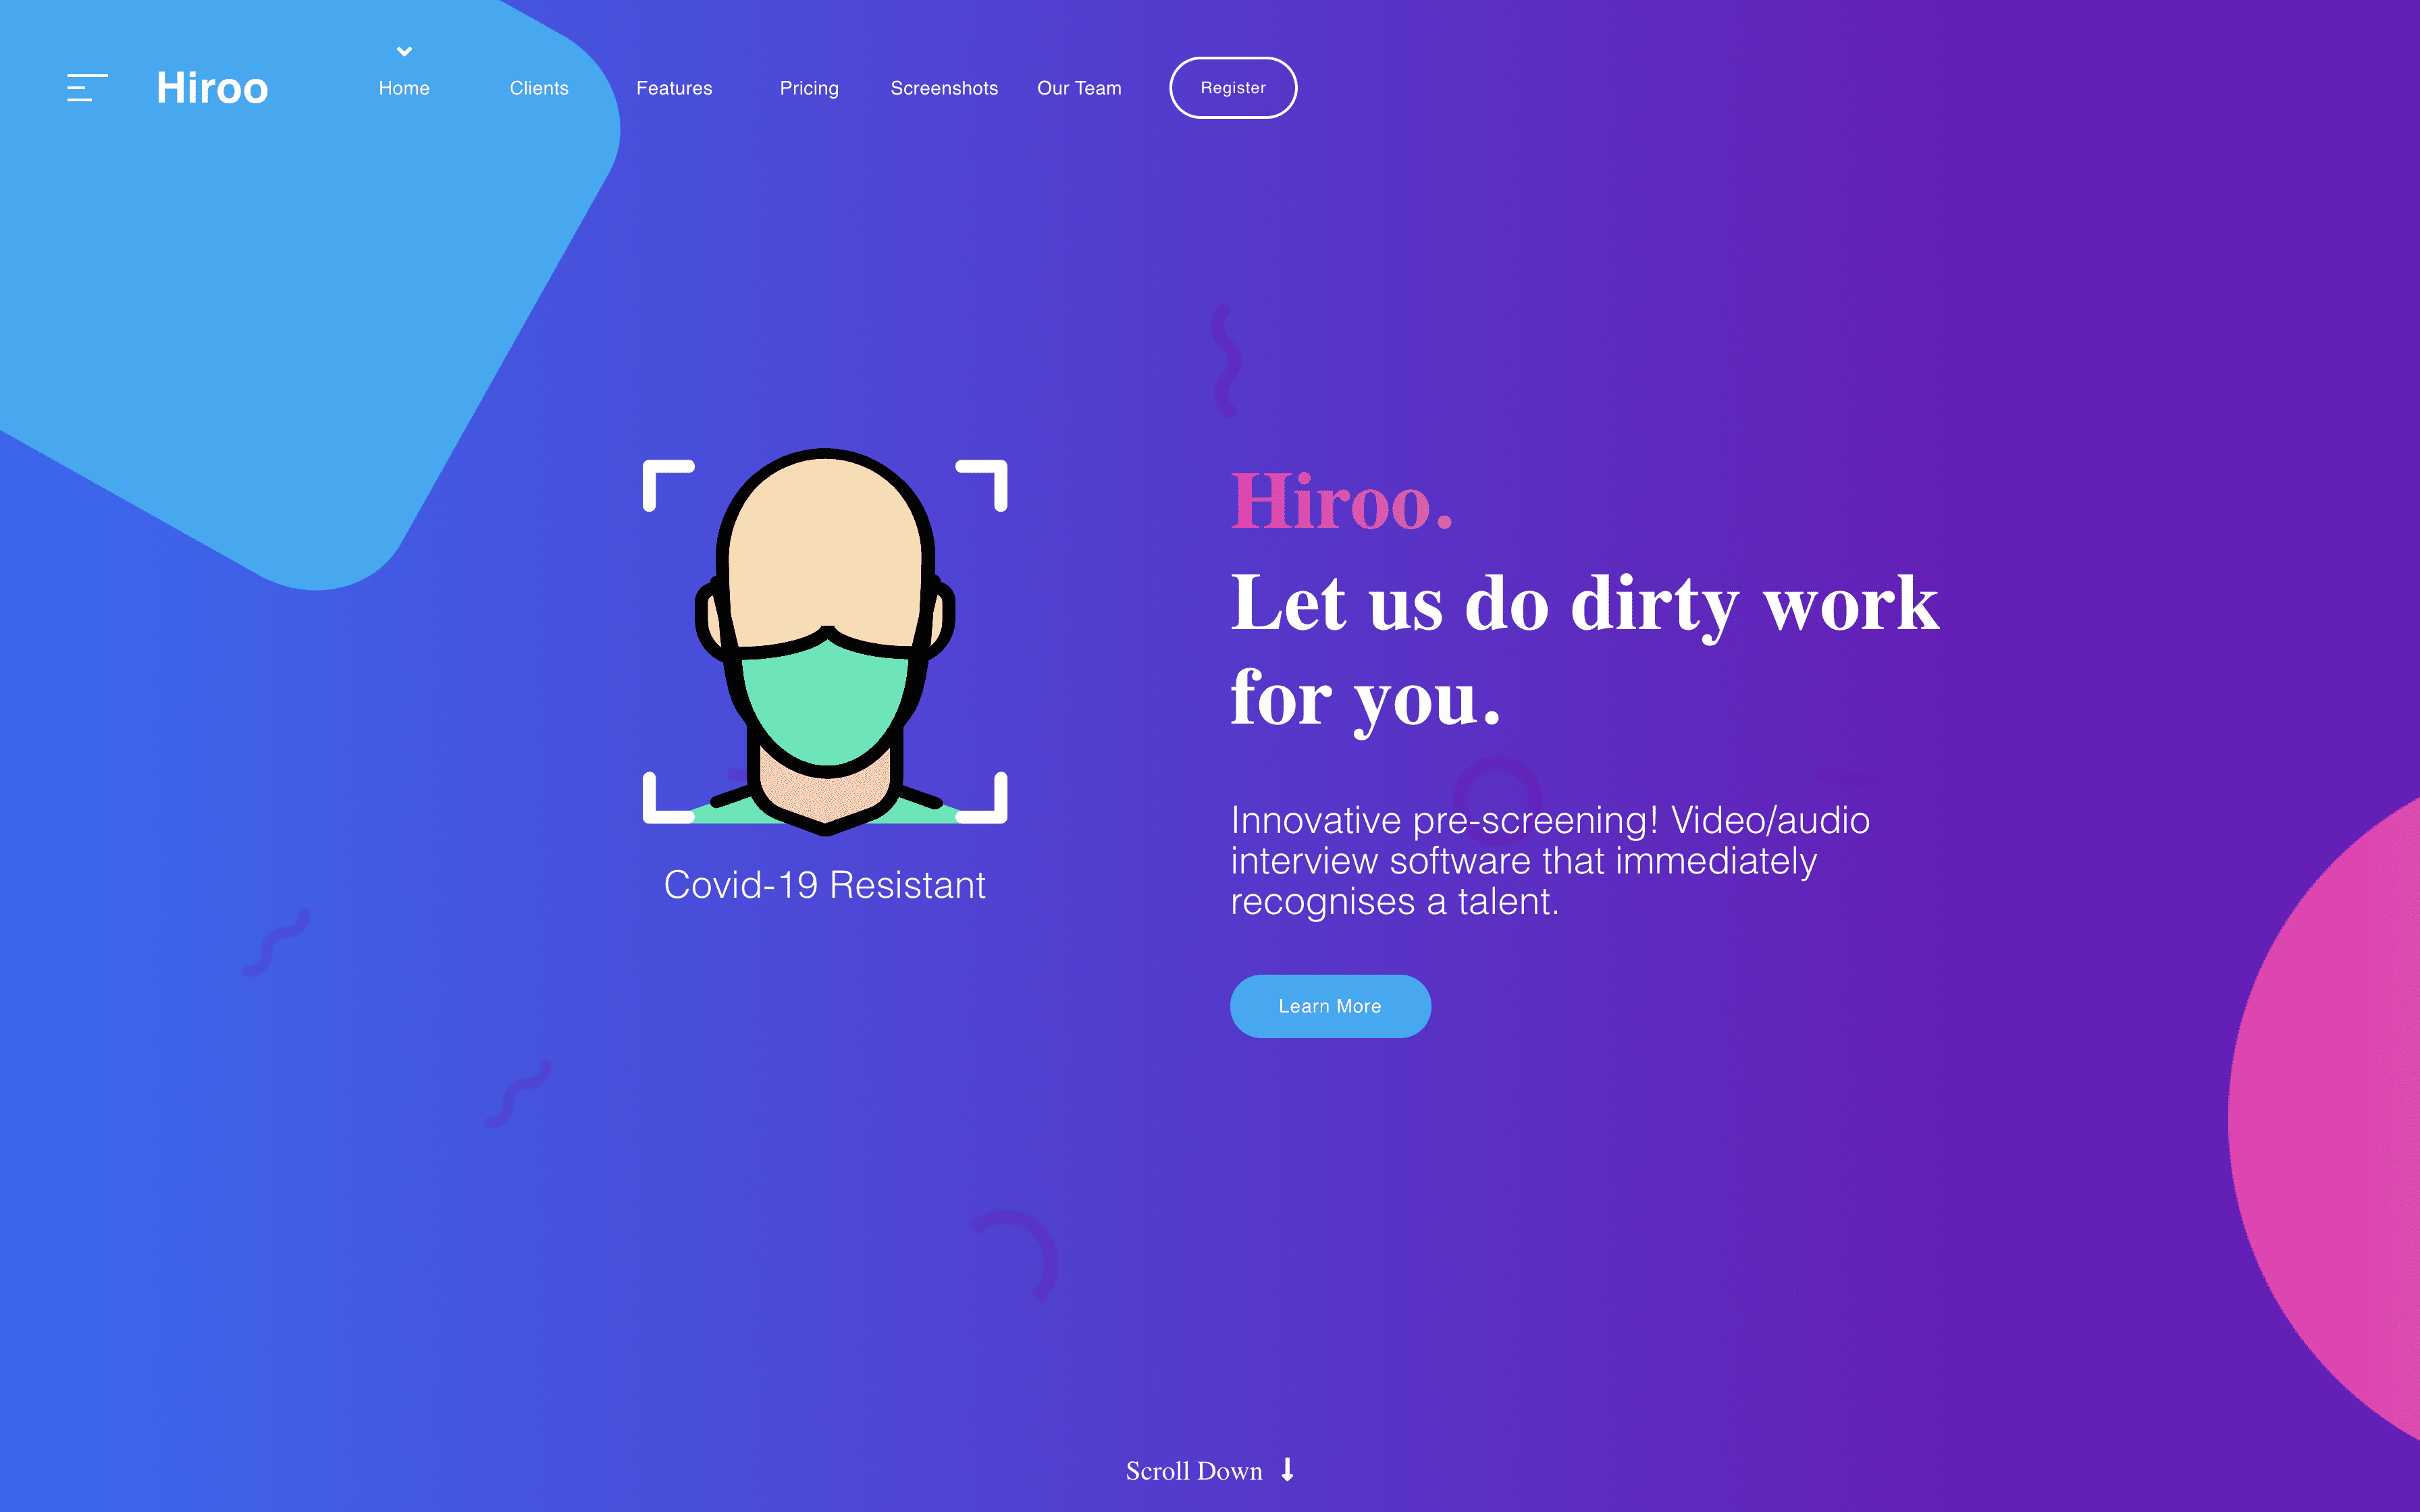 Hiroo
Home
Clients
Features
Pricing
Screenshots
Our Team
Register
Hiroo.
Let us do dirty work
for you.
Innovative pre-screening! Video/audio
interview software that immediately
recognises a talent.
Covid-19 Resistant
Learn More
Scroll Down